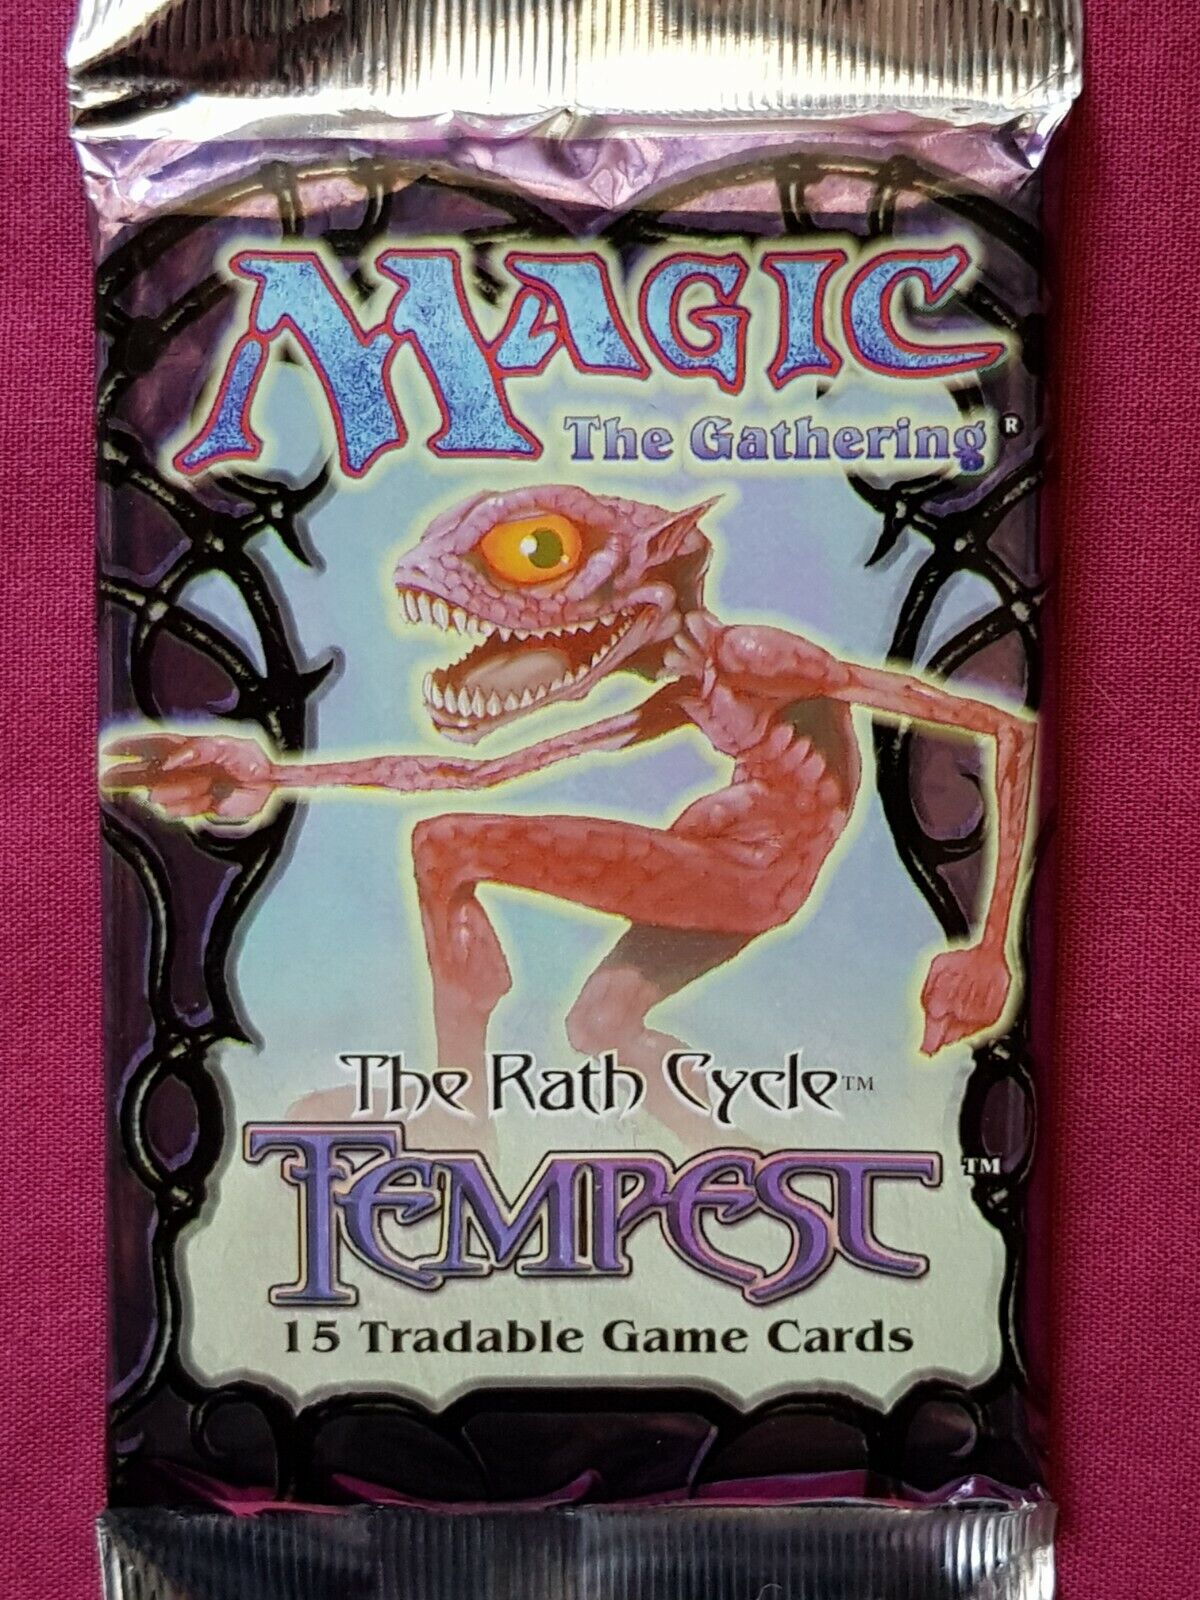 MAGIC
The Gathering ®
The Rath Cycle™
TEMPEST™
15 Tradable Game Cards